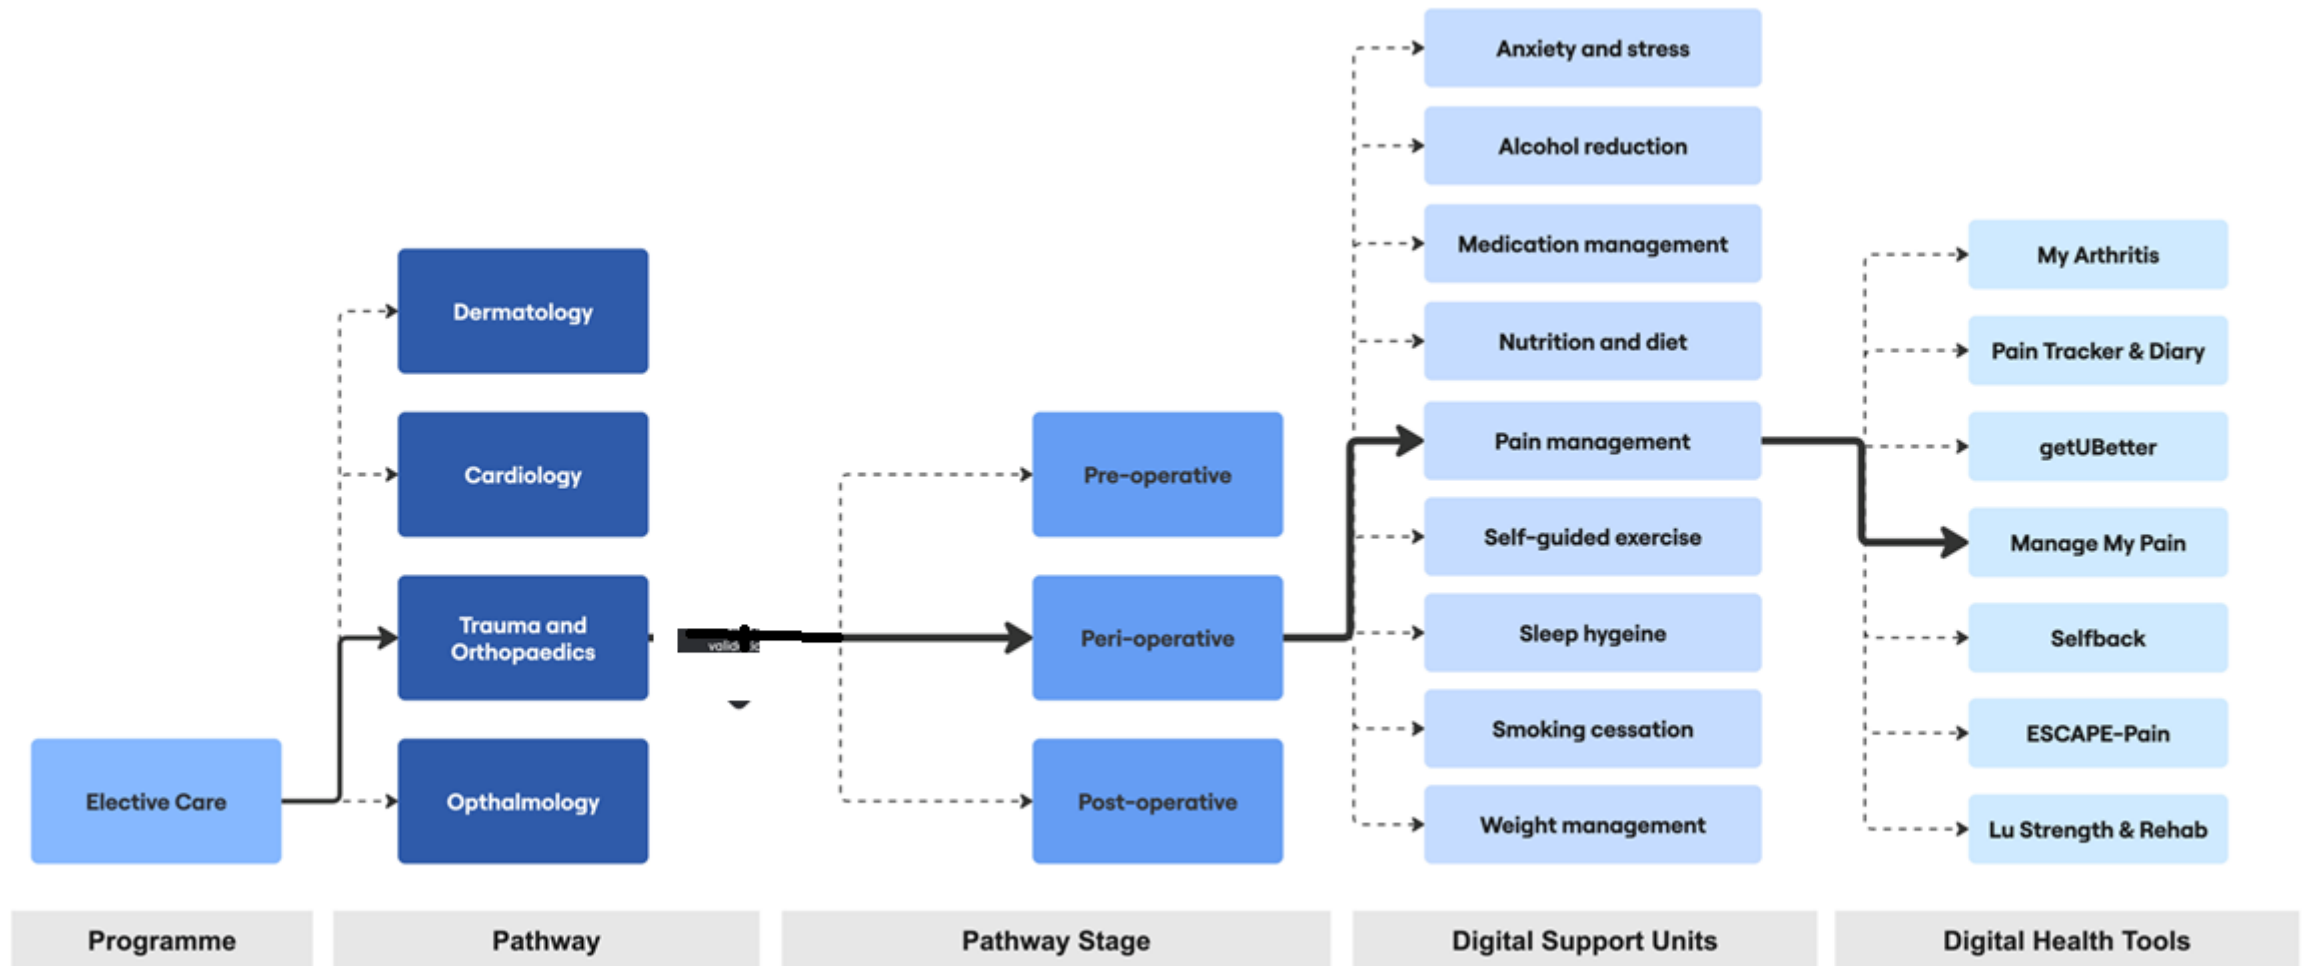 Anxiety and stress
Alcohol reduction
Medication management
Nutrition and diet
Pain management
Self-guided exercise
Sleep hygeine
Smoking cessation
Weight management
My Arthritis
Pain Tracker & Diary
getUBetter
Manage My Pain
Selfback
ESCAPE-Pain
Lu Strength & Rehab
Dermatology
Cardiology
Trauma and
Orthopaedics
Opthalmology
Pre-operative
Peri-operative
Post-operative
Elective Care
Programme
Pathway
Pathway Stage
Digital Support Units
Digital Health Tools